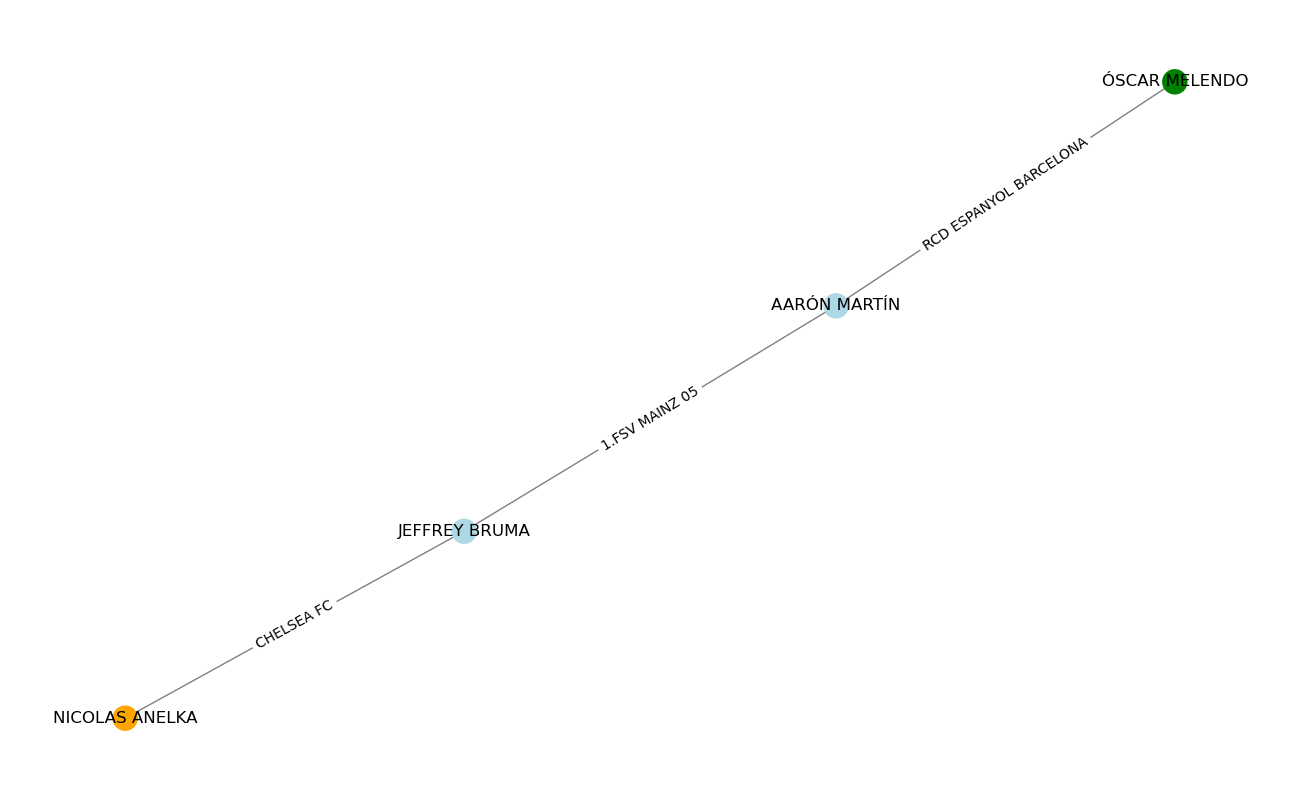 ÓSCAR MELENDO
RCD ESPANYOL BARCELONA
AARÓN MARTÍN
1.FSV MAINZ 05
JEFFREY BRUMA
CHELSEA FC
NICOLAS ANELKA